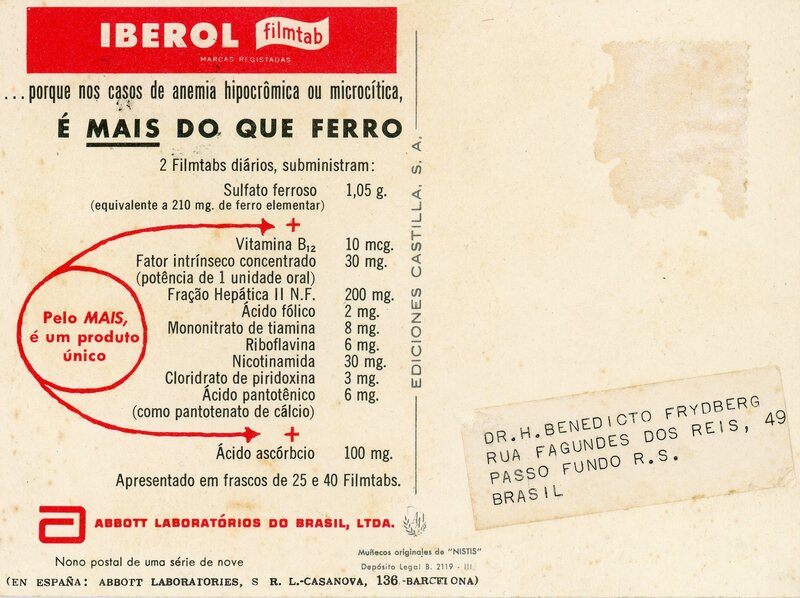 IBEROL filmtab
MARCAS REGISTADAS
...porque nos casos de anemia hipocrômica ou microcítica,
É MAIS DO QUE FERRO
2 Filmtabs diários, subministram:
Sulfato ferroso 1,05 g.
(equivalente a 210 mg. de ferro elementar)
+
Vitamina B12 10 mcg.
Fator intrínseco concentrado 30 mg.
(potência de 1 unidade oral)
Fração Hepática II N.F. 200 mg.
Ácido fólico 2 mg.
Mononitrato de tiamina 8 mg.
Riboflavina 6 mg.
Nicotinamida 30 mg.
Cloridrato de piridoxina 3 mg.
Ácido pantotênico 6 mg.
(como pantotenato de cálcio)
+
Ácido ascórbcio 100 mg.
Pelo MAIS,
é um produto
único
Apresentado em frascos de 25 e 40 Filmtabs.
a ABBOTT LABORATÓRIOS DO BRASIL, LTDA.
Nono postal de uma série de nove
Muñecos originales de "NISTIS"
Depósito Legal B. 2119 - III
(EN ESPAÑA: ABBOTT LABORATORIES, S R. L.-CASANOVA, 136.-BARCELONA)
EDICIONES CASTILLA, S. A.
DR.H.BENEDICTO FRYDBERG
RUA FAGUNDES DOS REIS, 49
PASSO FUNDO R.S.
BRASIL